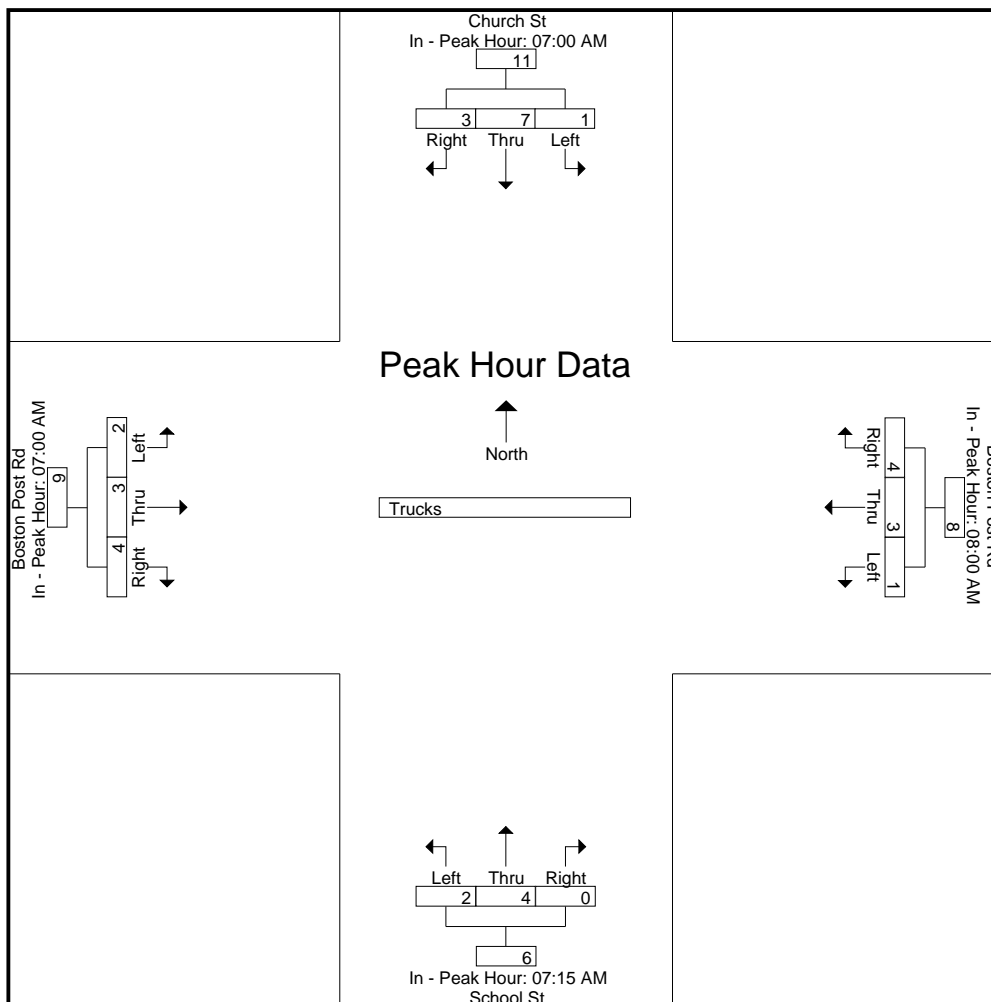 Church St
In - Peak Hour: 07:00 AM
11
3 7 1
Right Thru Left
Peak Hour Data
North
Trucks
Boston Post Rd
In - Peak Hour: 07:00 AM
9
2 3 4
Left Thru Right
Boston Post Rd
In - Peak Hour: 08:00 AM
8
4 3 1
Right Thru Left
Left Thru Right
2 4 0
6
In - Peak Hour: 07:15 AM
School St